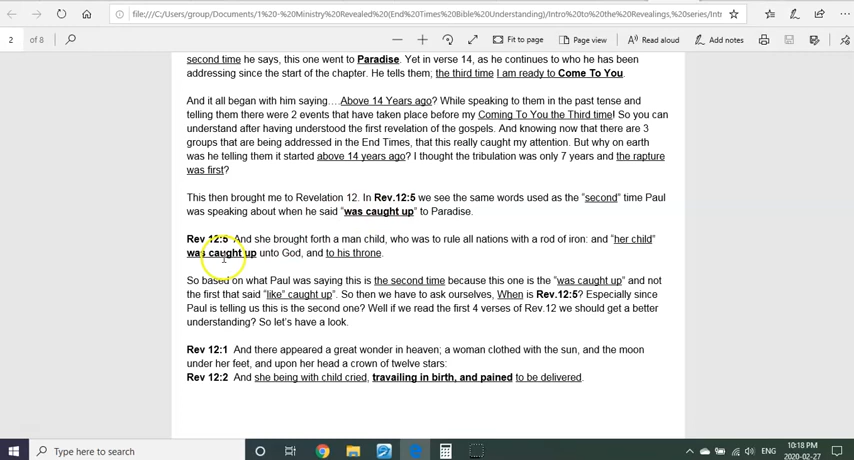 file:///C:/Users/group/Documents/1%20-%20Ministry%20Revealed%20(End%20Times%20Bible%20Understanding)/Intro%20to%20the%20Revealings,%20series/Intr
2 of 8 Fit to page Page view Read aloud Add notes
second time he says, this one went to Paradise. Yet in verse 14, as he continues to who he has been
addressing since the start of the chapter. He tells them; the third time I am ready to Come To You.
And it all began with him saying….Above 14 Years ago? While speaking to them in the past tense and
telling them there were 2 events that have taken place before my Coming To You the Third time! So you can
understand after having understood the first revelation of the gospels. And knowing now that there are 3
groups that are being addressed in the End Times, that this really caught my attention. But why on earth
was he telling them it started above 14 years ago? I thought the tribulation was only 7 years and the rapture
was first?
This then brought me to Revelation 12. In Rev.12:5 we see the same words used as the “second” time Paul
was speaking about when he said “was caught up” to Paradise.
Rev 12:5 And she brought forth a man child, who was to rule all nations with a rod of iron: and “her child”
was caught up unto God, and to his throne.
So based on what Paul was saying this is the second time because this one is the “was caught up” and not
the first that said “like” caught up”. So then we have to ask ourselves, When is Rev.12:5? Especially since
Paul is telling us this is the second one? Well if we read the first 4 verses of Rev.12 we should get a better
understanding? So let’s have a look.
Rev 12:1 And there appeared a great wonder in heaven; a woman clothed with the sun, and the moon
under her feet, and upon her head a crown of twelve stars:
Rev 12:2 And she being with child cried, travailing in birth, and pained to be delivered.
Type here to search
ENG
10:18 PM
2020-02-27